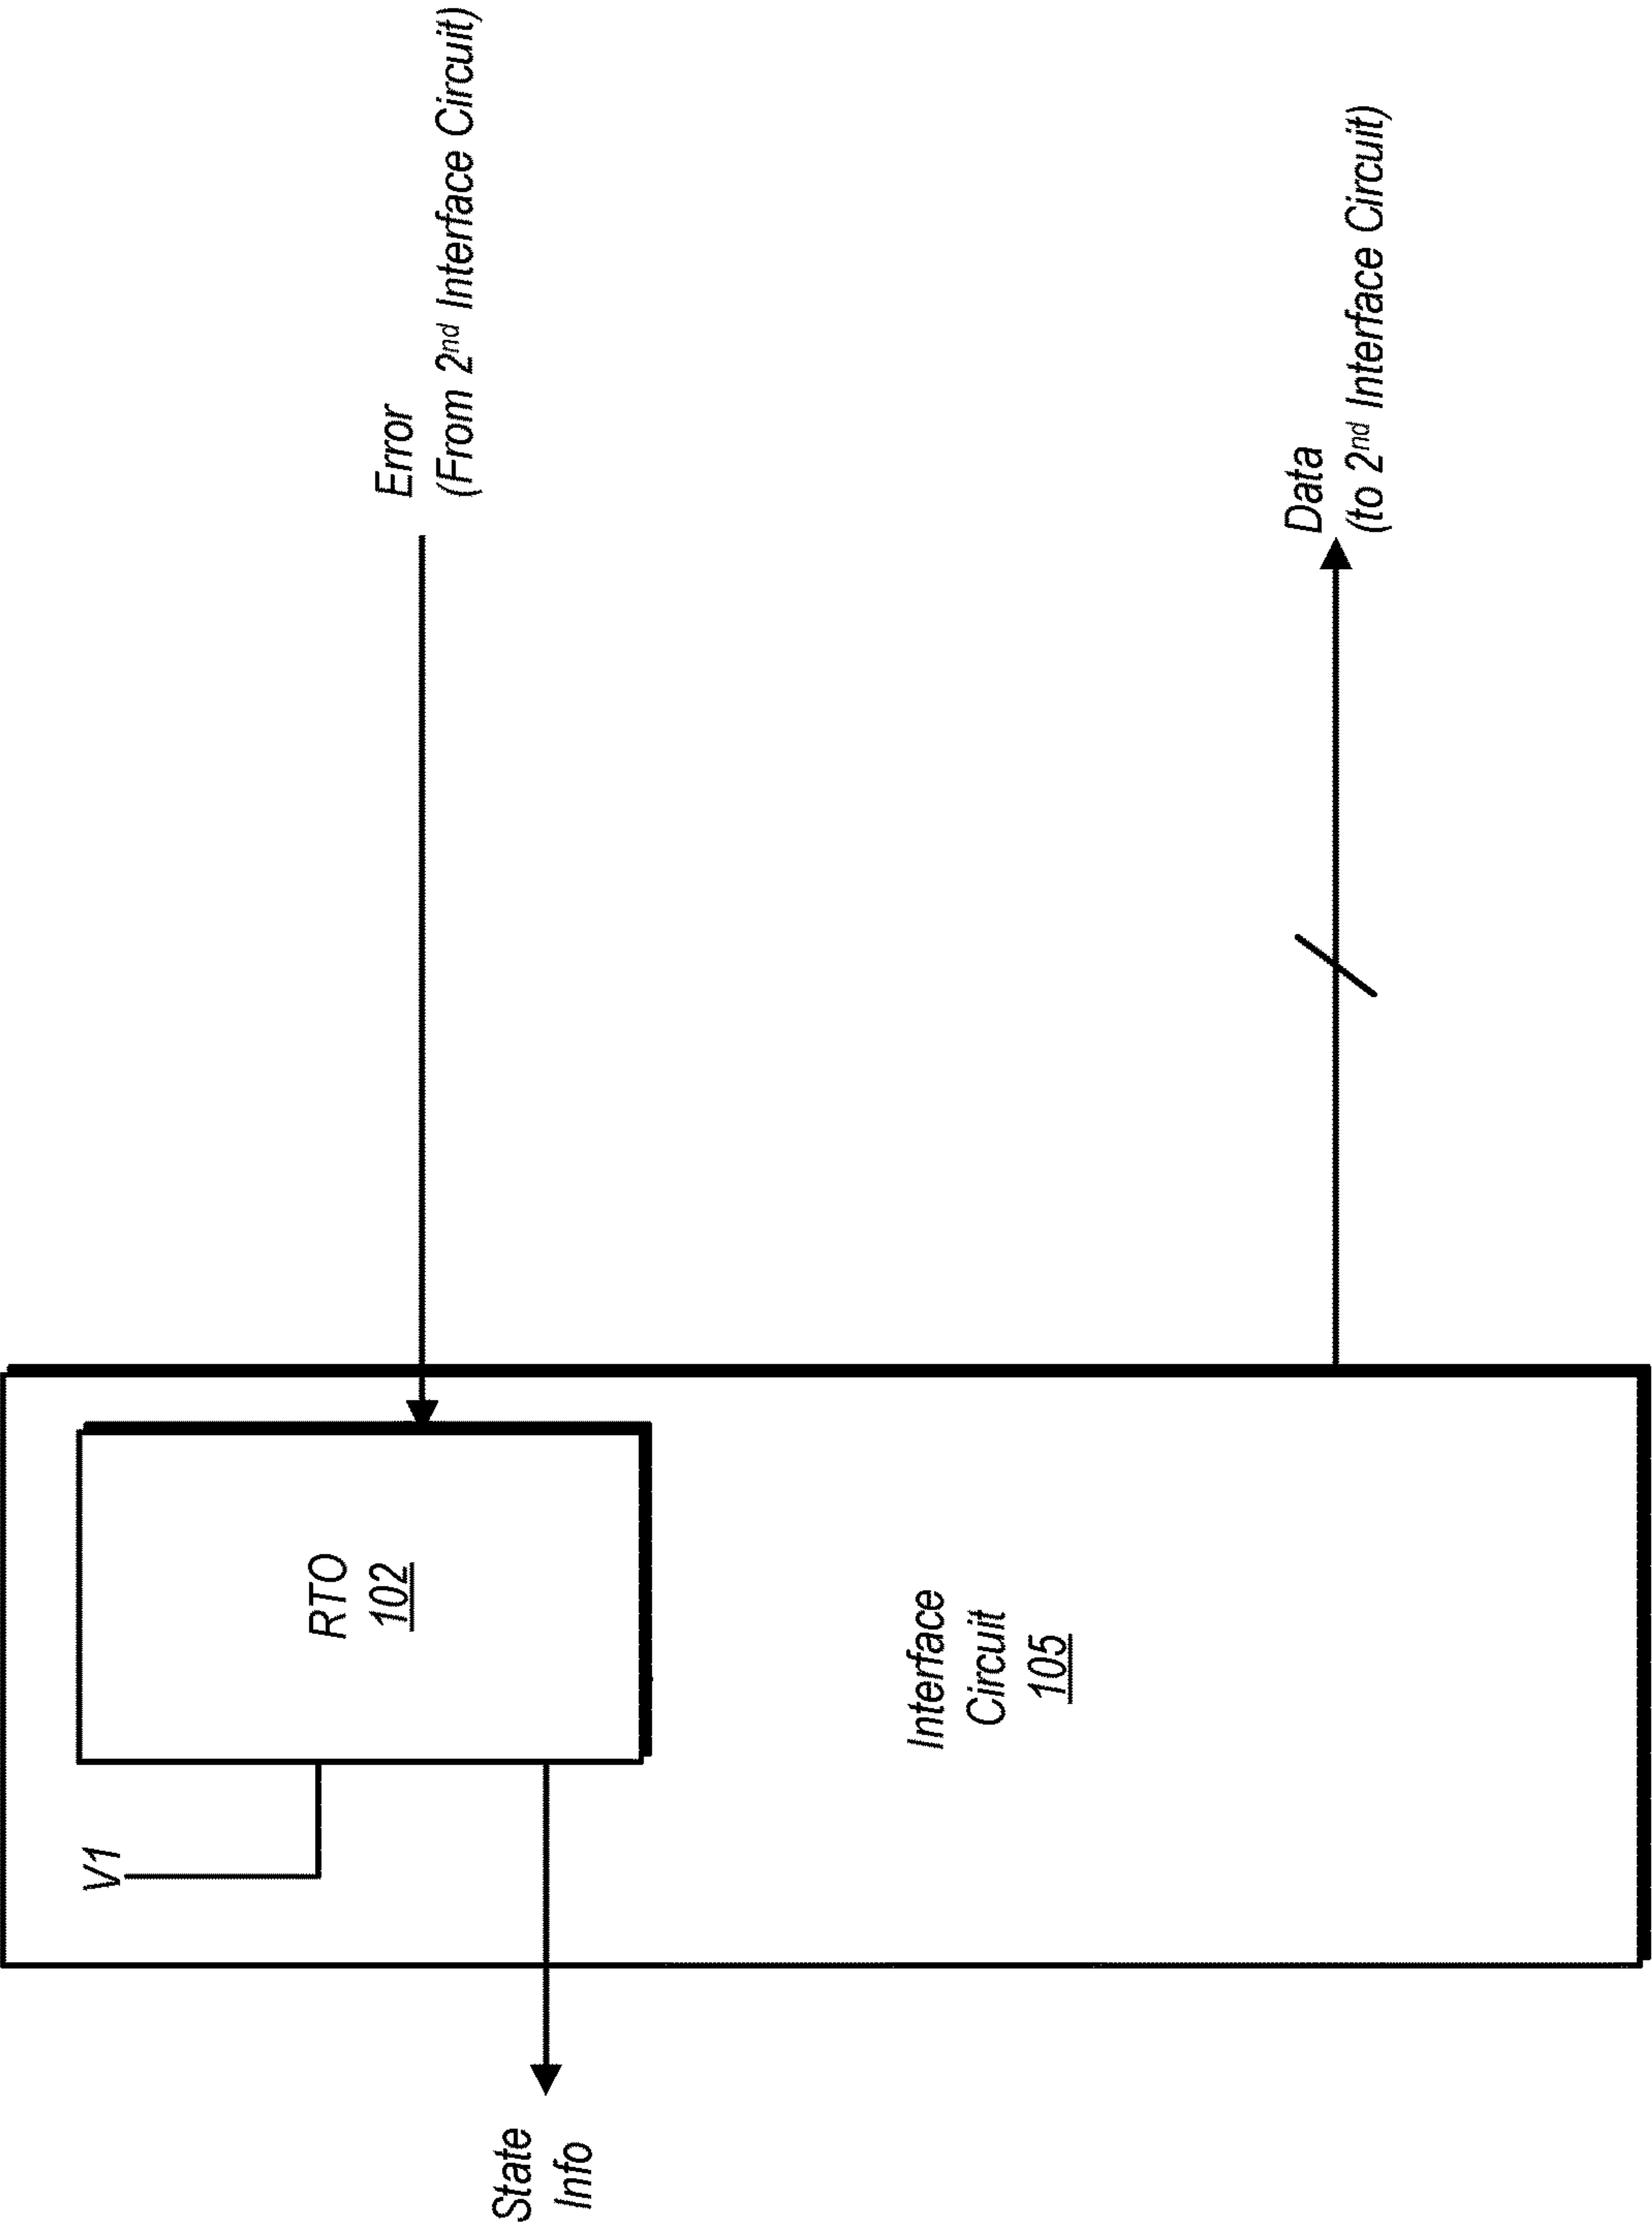 V1
RTO
102
Error
(From 2nd Interface Circuit)
State
Info
Interface
Circuit
105
Data
(to 2nd Interface Circuit)